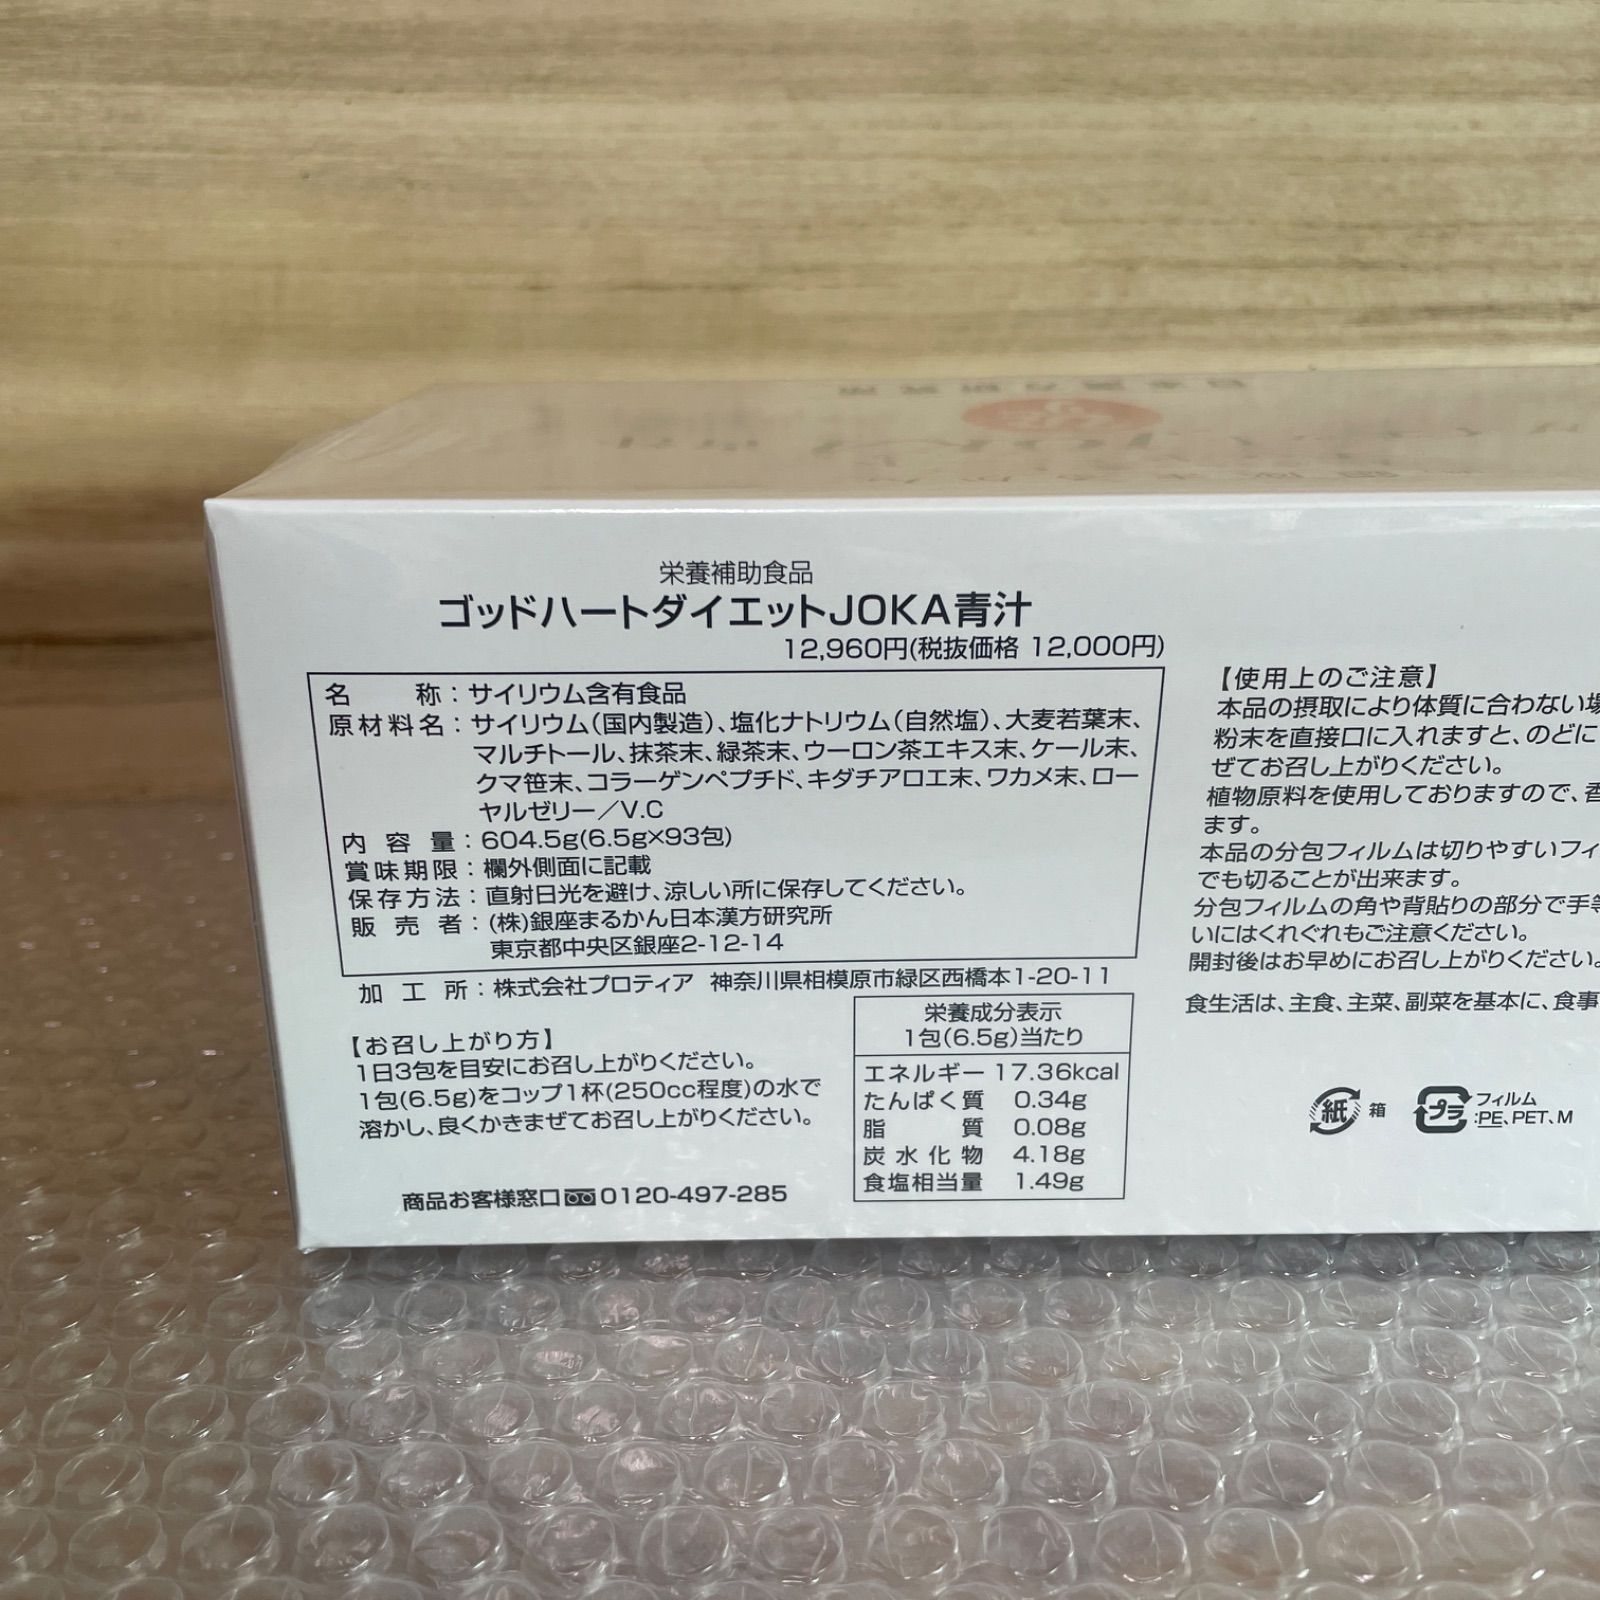 栄養補助食品
ゴッドハートダイエットJOKA青汁
12,960円(税抜価格 12,000円)
名称：サイリウム含有食品
原材料名：サイリウム(国内製造)、塩化ナトリウム(自然塩)、大麦若葉末、
マルチトール、抹茶末、緑茶末、ウーロン茶エキス末、ケール末、
クマ笹末、コラーゲンペプチド、キダチアロエ末、ワカメ末、ロー
ヤルゼリー／V.C
内容量：604.5g(6.5g×93包)
賞味期限：欄外側面に記載
保存方法：直射日光を避け、涼しい所に保存してください。
販売者：(株)銀座まるかん日本漢方研究所
東京都中央区銀座2-12-14
加工所：株式会社プロティア 神奈川県相模原市緑区西橋本1-20-11
【お召し上がり方】
1日3包を目安にお召し上がりください。
1包(6.5g)をコップ1杯(250cc程度)の水で
溶かし、良くかきまぜてお召し上がりください。
商品お客様窓口 0120-497-285
栄養成分表示
1包(6.5g)当たり
エネルギー 17.36kcal
たんぱく質 0.34g
脂質 0.08g
炭水化物 4.18g
食塩相当量 1.49g
【使用上のご注意】
本品の摂取により体質に合わない場
粉末を直接口に入れますと、のどに
ぜてお召し上がりください。
植物原料を使用しておりますので、香
ます。
本品の分包フィルムは切りやすいフィ
でも切ることが出来ます。
分包フィルムの角や背貼りの部分で手等
いにはくれぐれもご注意ください。
開封後はお早めにお召し上がりください。
食生活は、主食、主菜、副菜を基本に、食事
紙 箱
プラ フィルム
:PE、PET、M